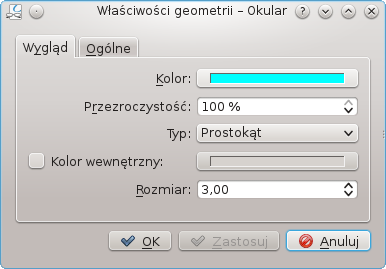 Właściwości geometrii – Okular
Wygląd Ogólne
Kolor:
Przezroczystość: 100 %
Typ: Prostokąt
Kolor wewnętrzny:
Rozmiar: 3,00
OK Zastosuj Anuluj